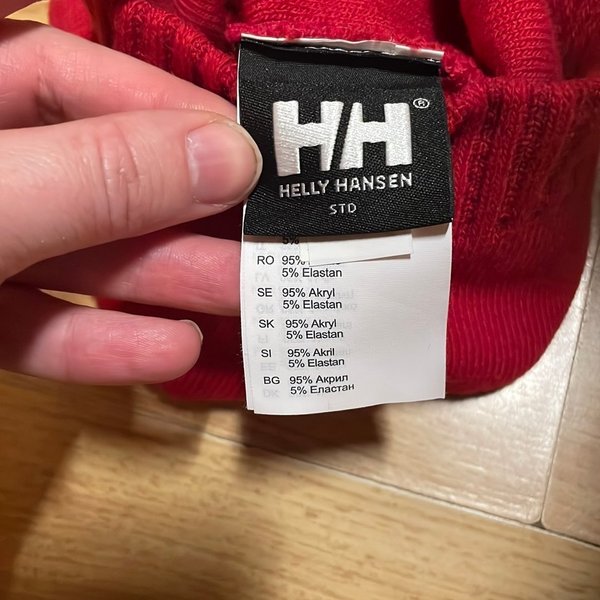 HH®
HELLY HANSEN
STD
5%
RO 95%
5% Elastan
SE 95% Akryl
5% Elastan
SK 95% Akryl
5% Elastan
SI 95% Akril
5% Elastan
BG 95% Акрил
5% Еластан